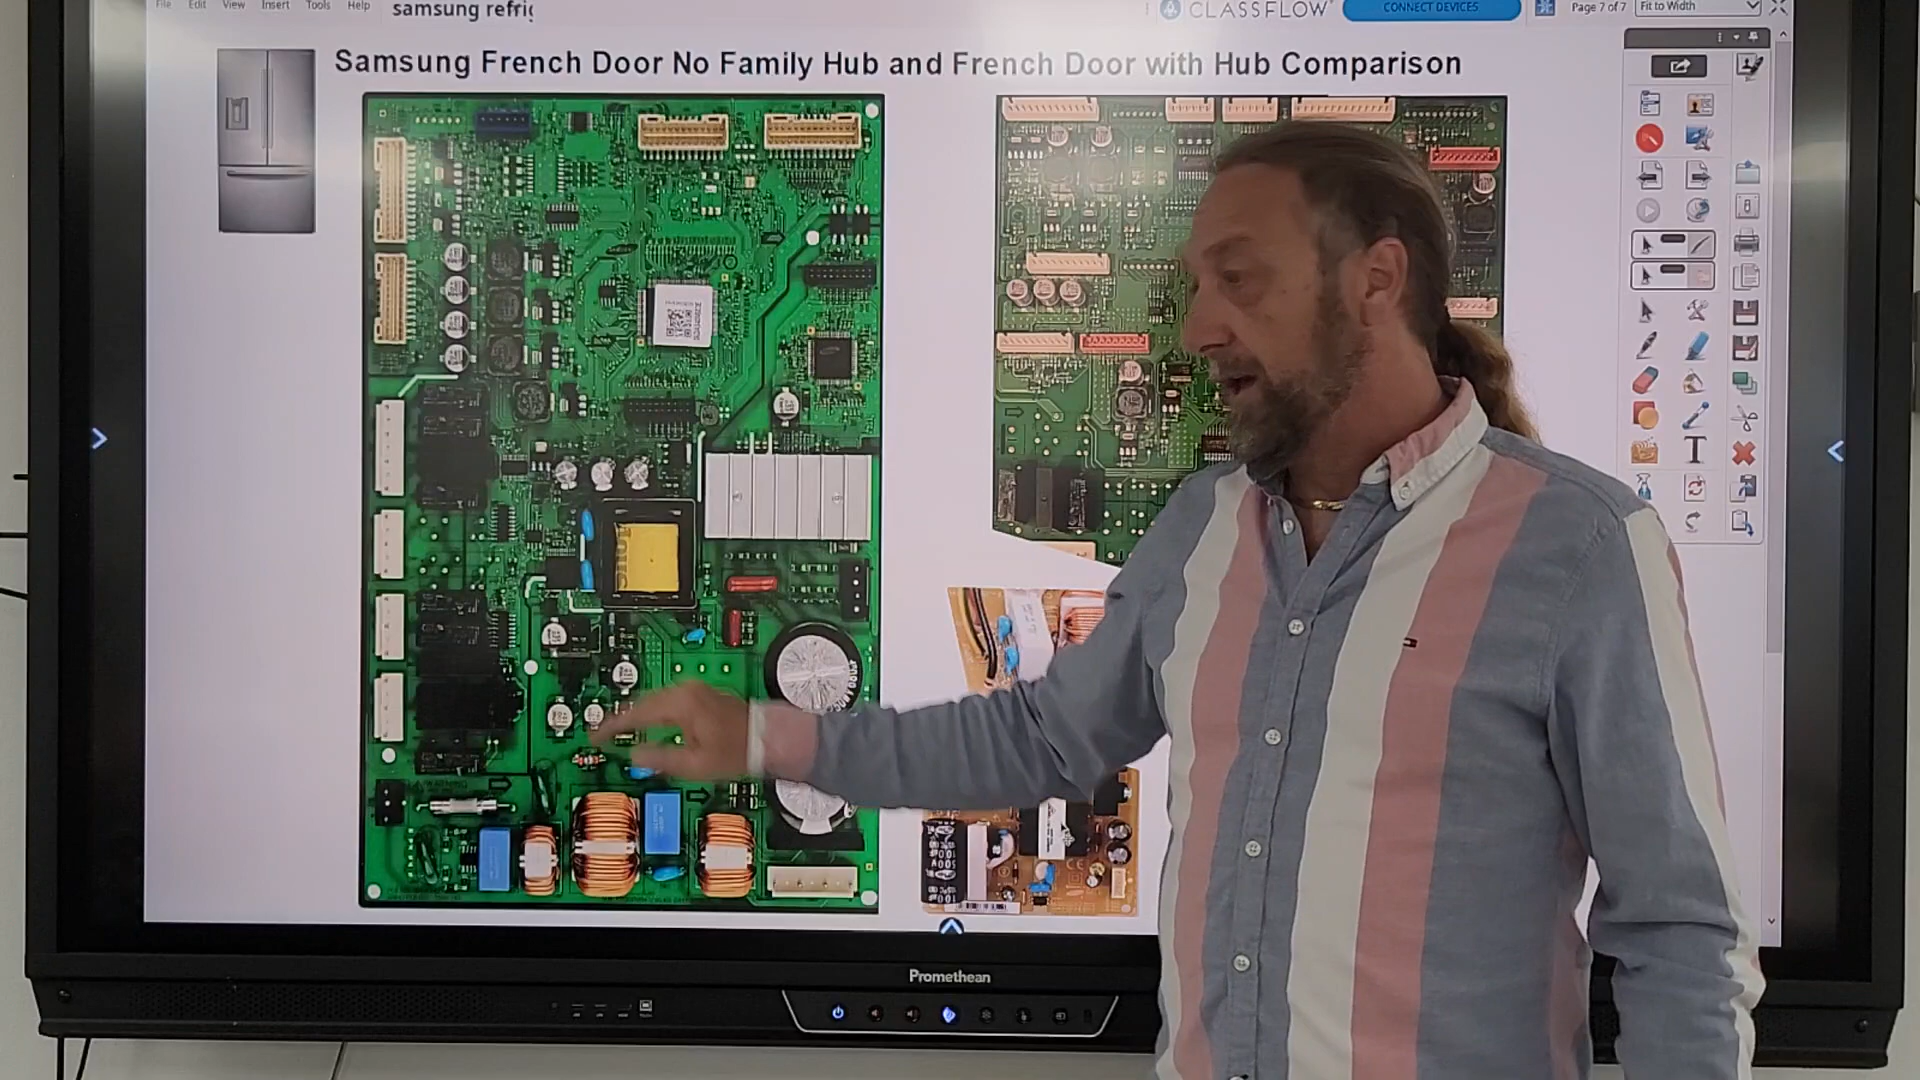 File Edit View Insert Tools Help samsung refrig
CLASSFLOW
CONNECT DEVICES
Page 7 of 7
Fit to Width
Samsung French Door No Family Hub and French Door with Hub Comparison
T
Promethean